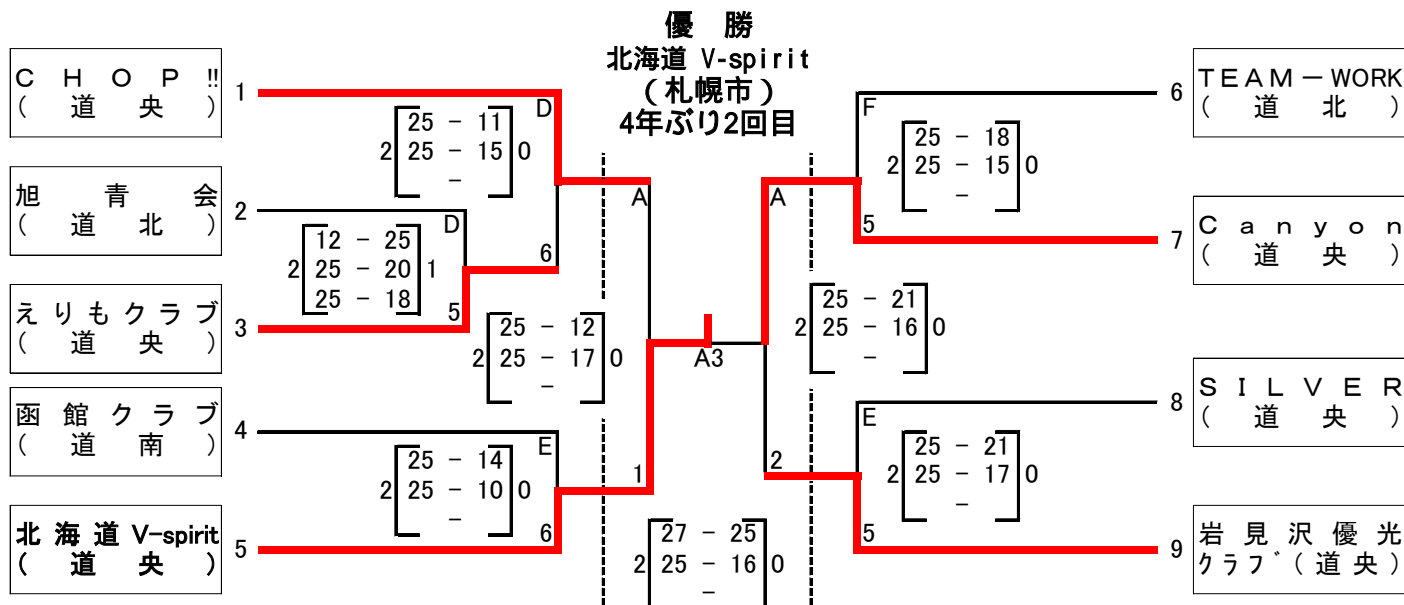 優 勝
北海道 V-spirit
(札幌市)
4年ぶり2回目
C H O P !!
( 道 央 )
1
旭 青 会
( 道 北 )
2
えりもクラブ
( 道 央 )
3
函館クラブ
( 道 南 )
4
北海道 V-spirit
( 道 央 )
5
D
25 - 11
2 25 - 15 0
-
D
12 - 25
2 25 - 20 1
25 - 18
5
6
A
25 - 12
2 25 - 17 0
-
E
25 - 14
2 25 - 10 0
-
6
1
A3
27 - 25
2 25 - 16 0
-
A
25 - 21
2 25 - 16 0
-
2
F
25 - 18
2 25 - 15 0
-
5
E
25 - 21
2 25 - 17 0
-
5
6
TEAM-WORK
( 道 北 )
7
Canyon
( 道 央 )
8
SILVER
( 道 央 )
9
岩見沢優光
クラブ(道央)